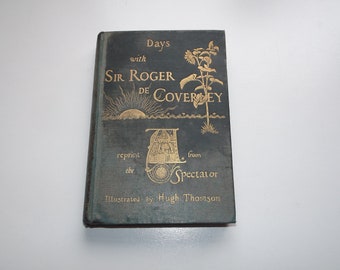 Days
with
Sir Roger
de
Coverley
A
reprint from
the Spectator
Illustrated by Hugh Thomson